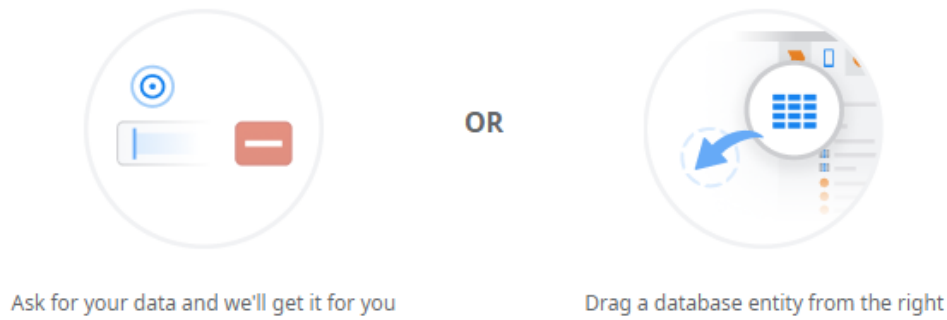 OR
Ask for your data and we'll get it for you
Drag a database entity from the right